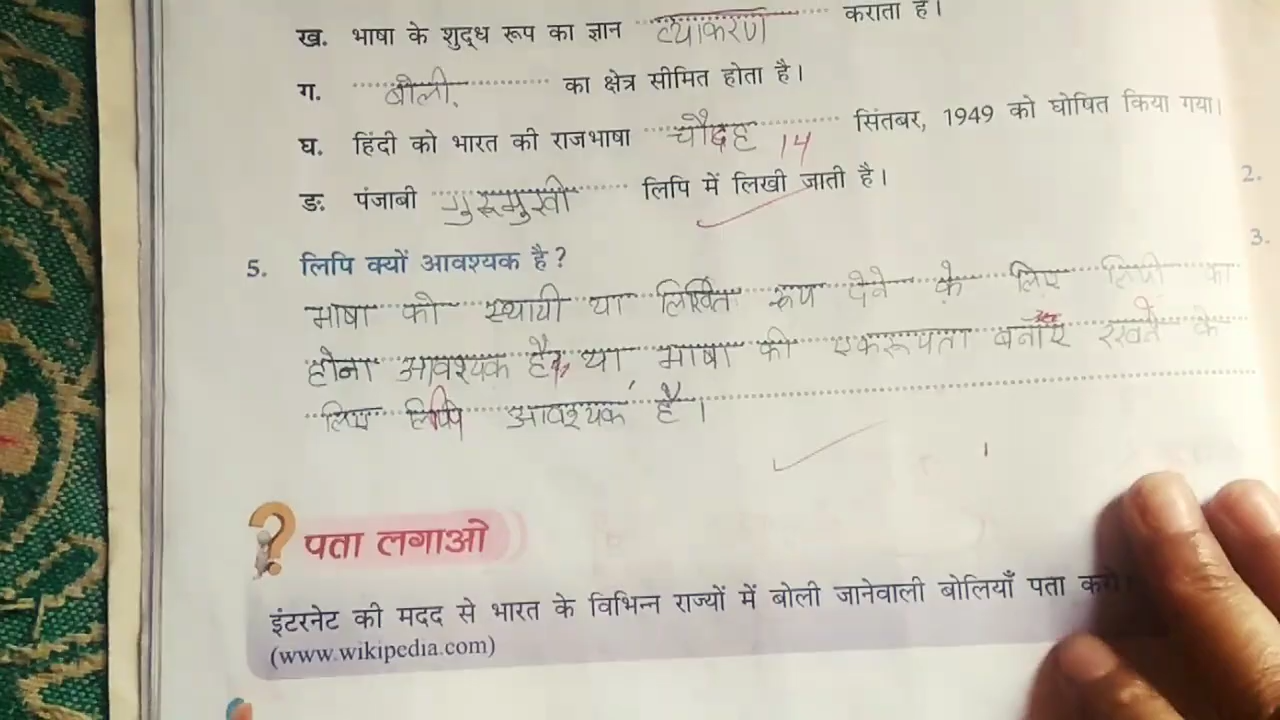 ख. भाषा के शुद्ध रूप का ज्ञान व्याकरण कराता है।
ग. बोली. का क्षेत्र सीमित होता है।
घ. हिंदी को भारत की राजभाषा चौदह 14 सितंबर, 1949 को घोषित किया गया।
ङ. पंजाबी गुरूमुखी लिपि में लिखी जाती है।
2.
5. लिपि क्यों आवश्यक है?
3.
भाषा को स्थायी या लिखित रूप देने के लिए लिपी का
होना आवश्यक है, या भाषा की एकरूपता बनाए रखने के
लिए लिपि आवश्यक है।
? पता लगाओ
इंटरनेट की मदद से भारत के विभिन्न राज्यों में बोली जानेवाली बोलियाँ पता करो।
(www.wikipedia.com)